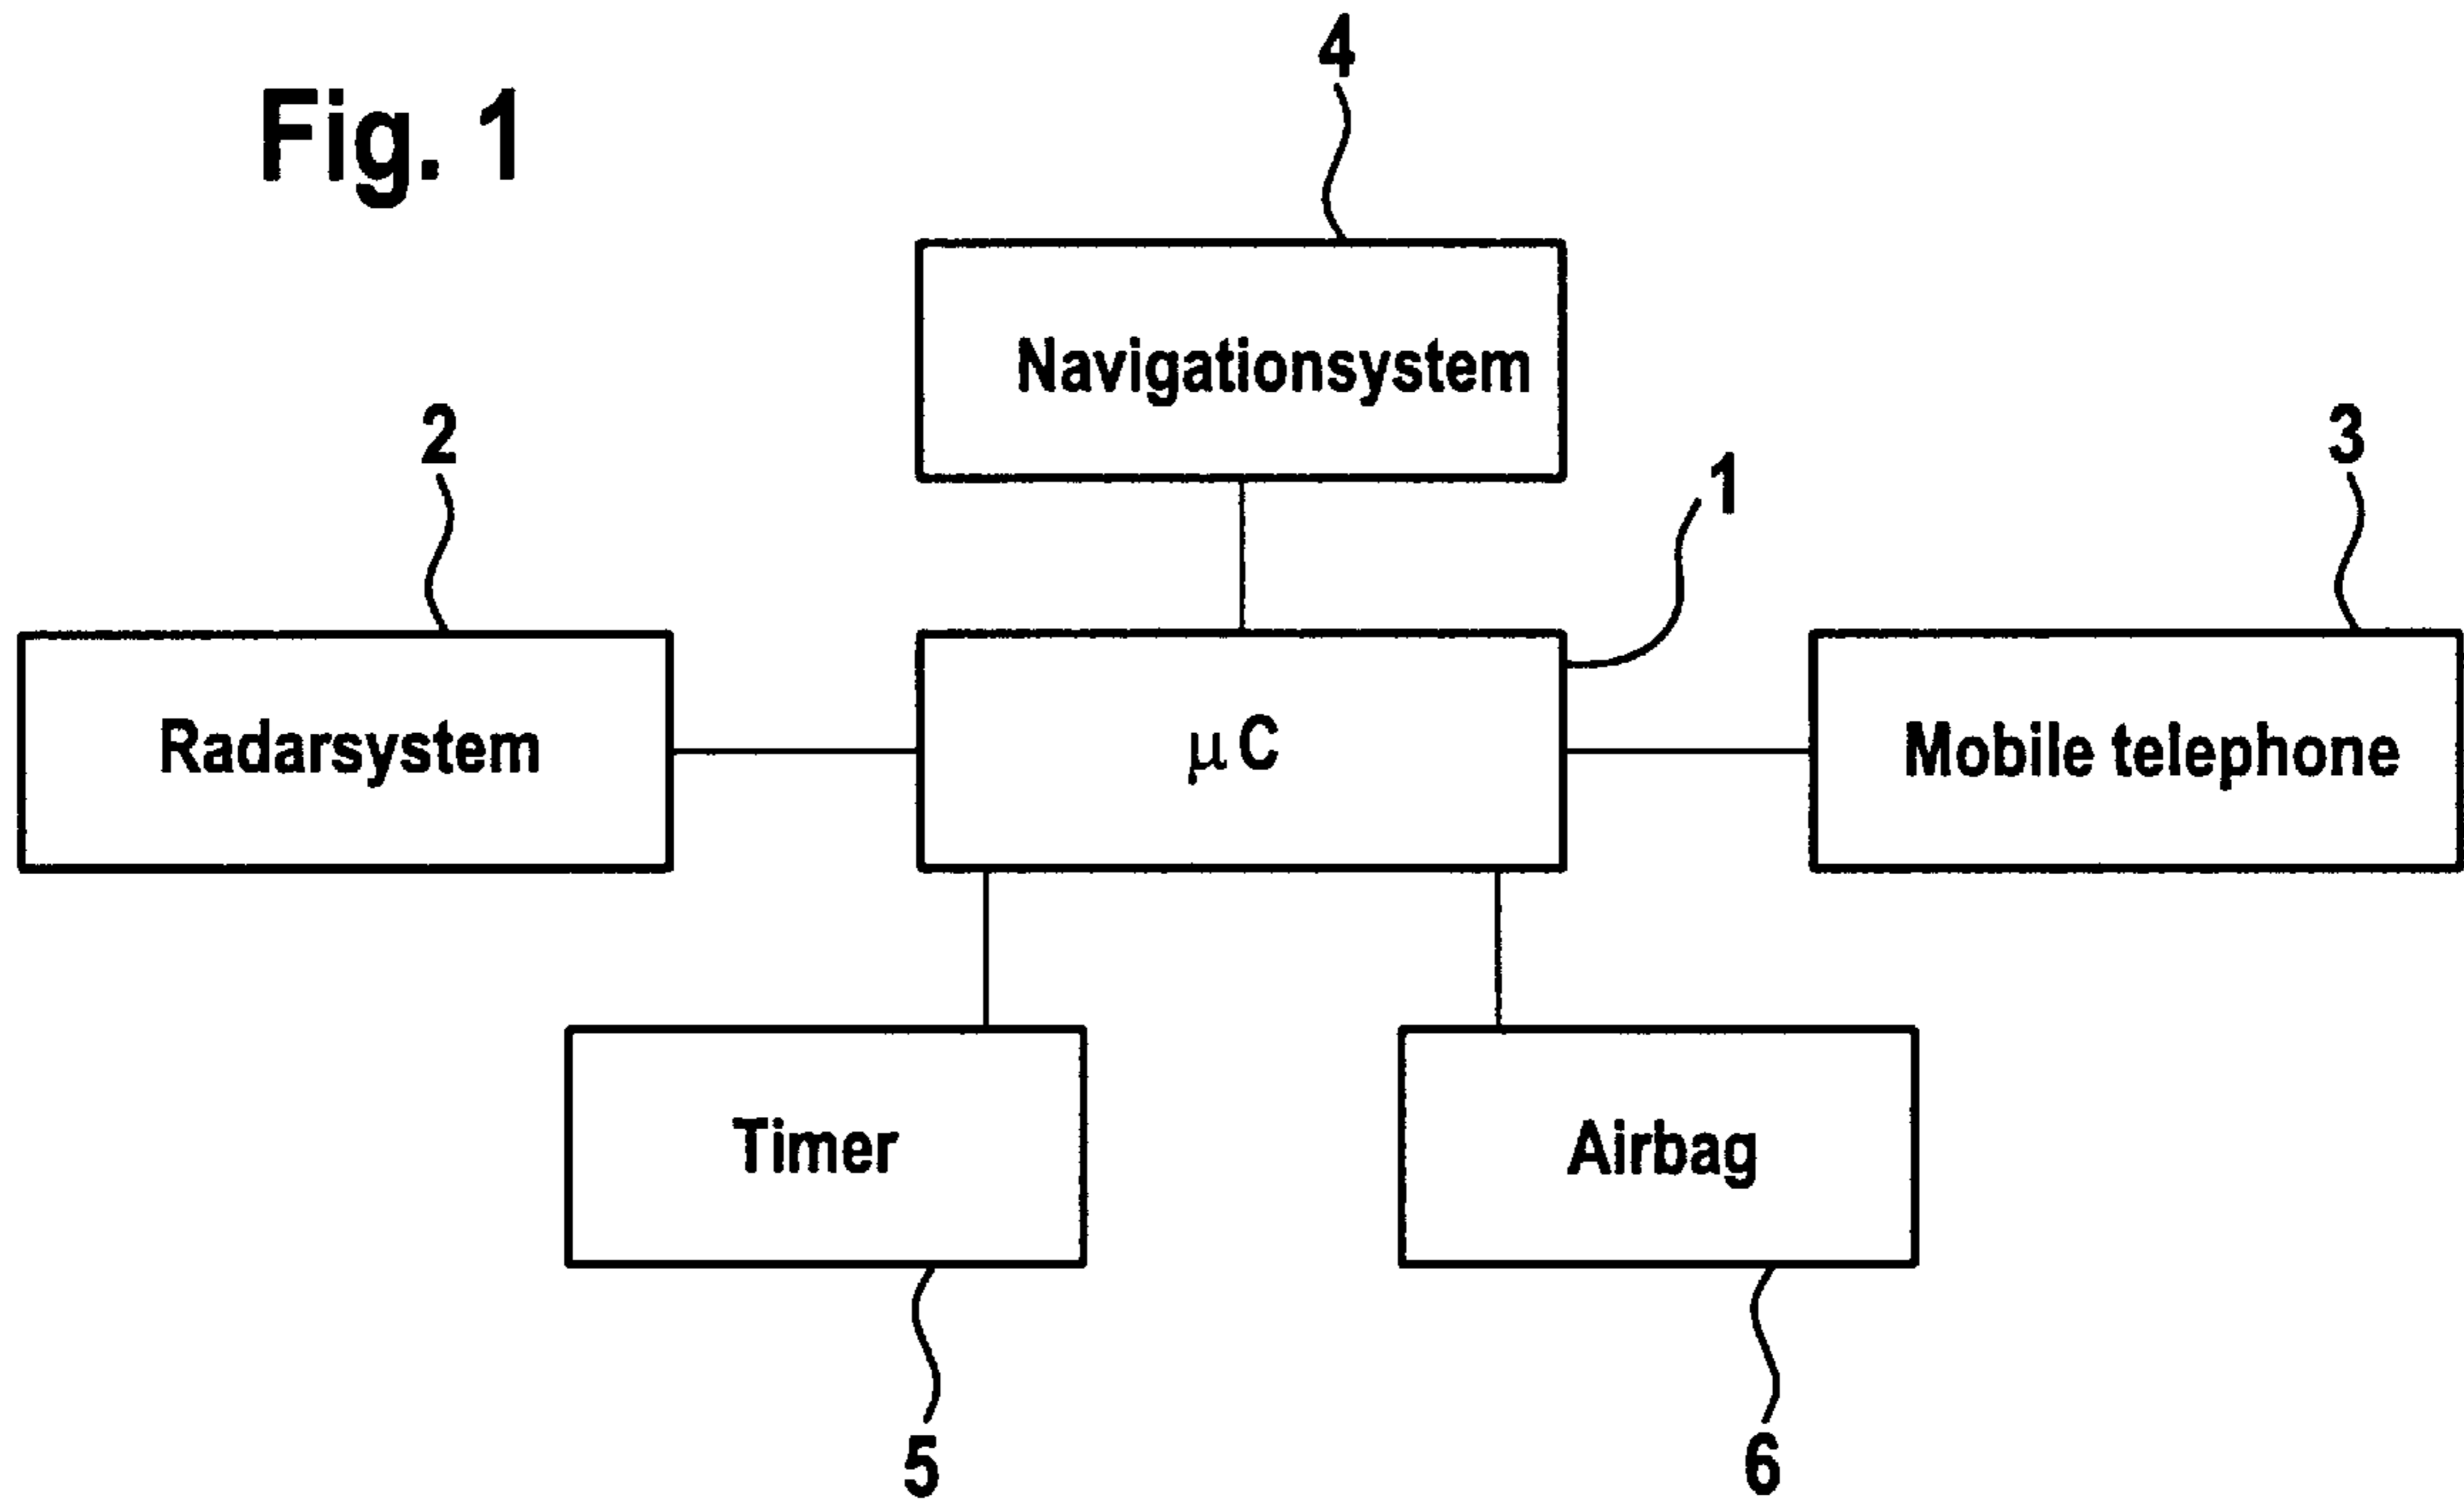 Fig. 1
4
Navigationsystem
2
3
1
Radarsystem
μC
Mobile telephone
Timer
Airbag
5
6